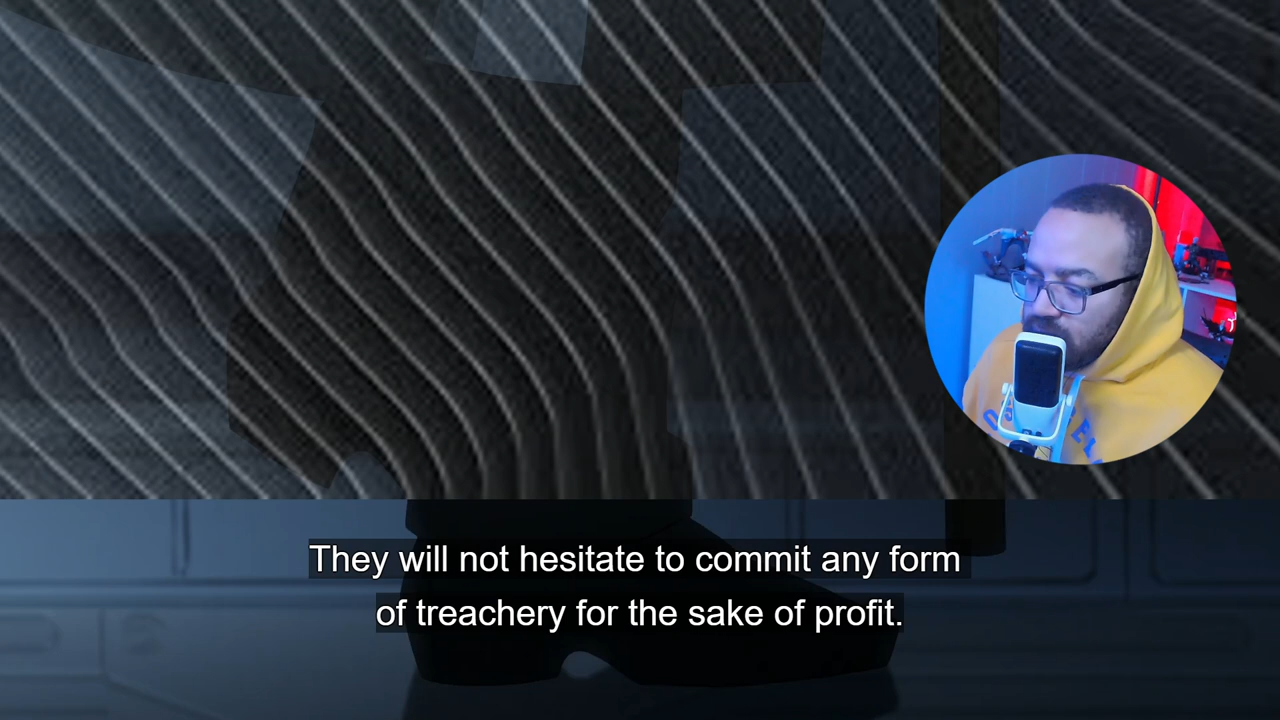 They will not hesitate to commit any form
of treachery for the sake of profit.